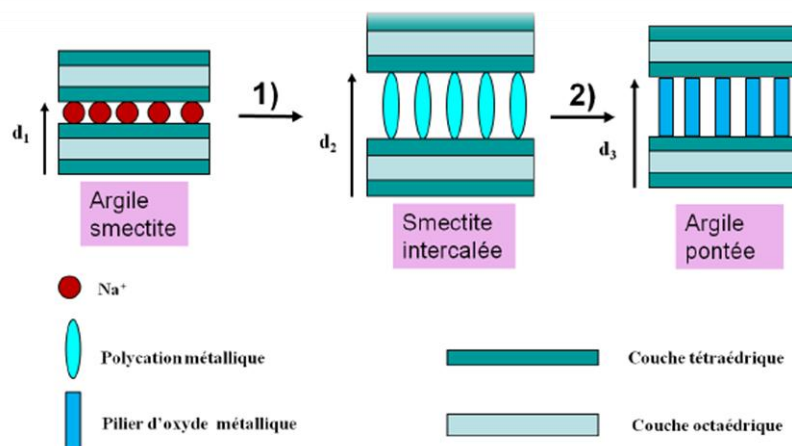 1)
2)
d1
d2
d3
Argile
smectite
Smectite
intercalée
Argile
pontée
Na⁺
Polycation métallique
Couche tétraédrique
Pilier d'oxyde métallique
Couche octaédrique